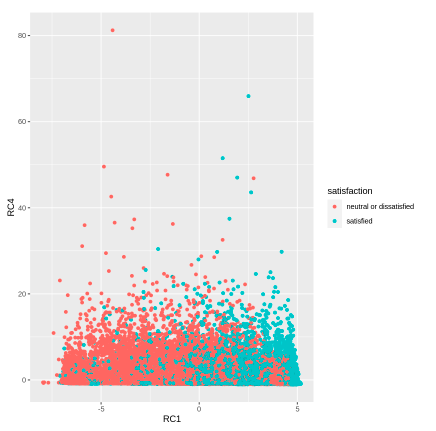 80
60
40
20
0
RC4
-5
0
5
RC1
satisfaction
neutral or dissatisfied
satisfied